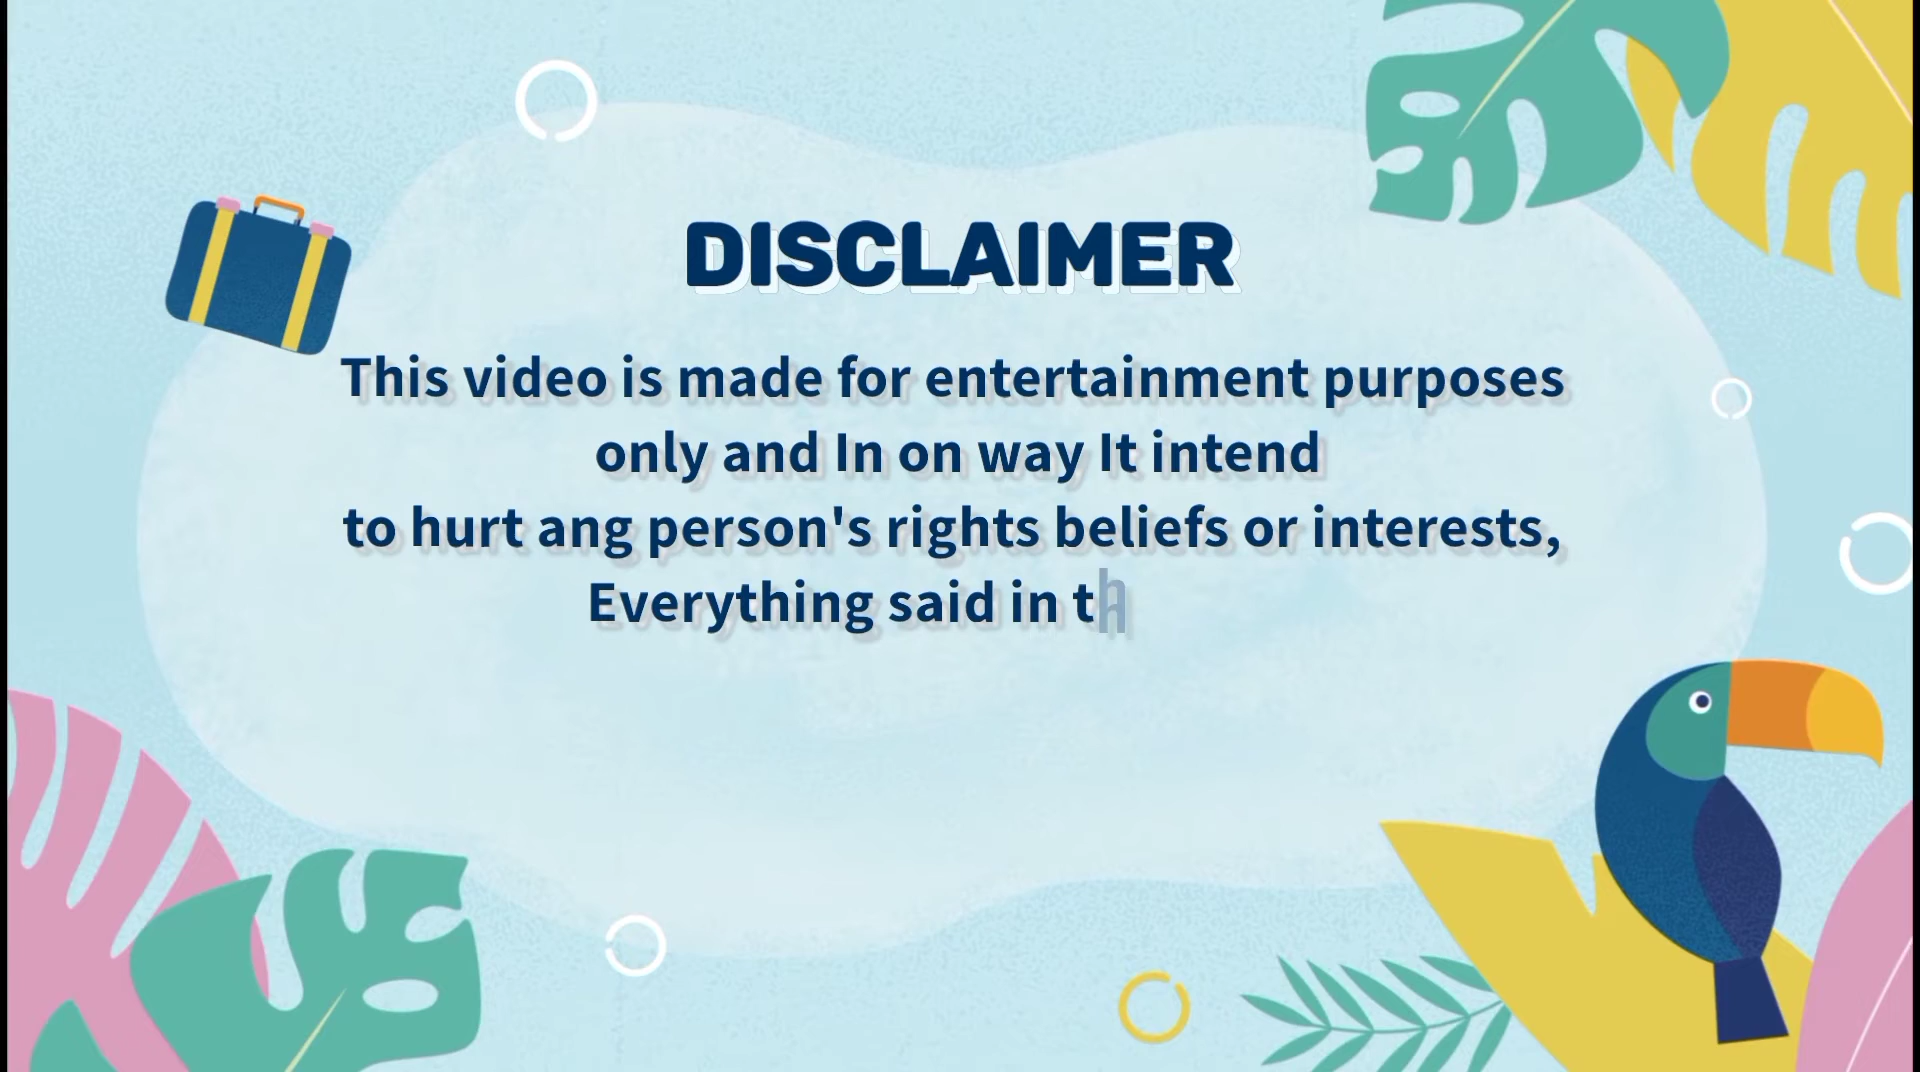 DISCLAIMER
This video is made for entertainment purposes
only and In on way It intend
to hurt ang person's rights beliefs or interests,
Everything said in th